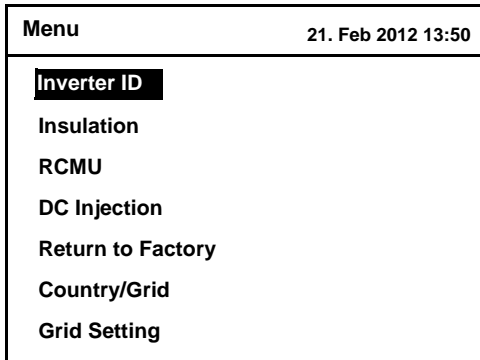 Menu 21. Feb 2012 13:50
Inverter ID
Insulation
RCMU
DC Injection
Return to Factory
Country/Grid
Grid Setting